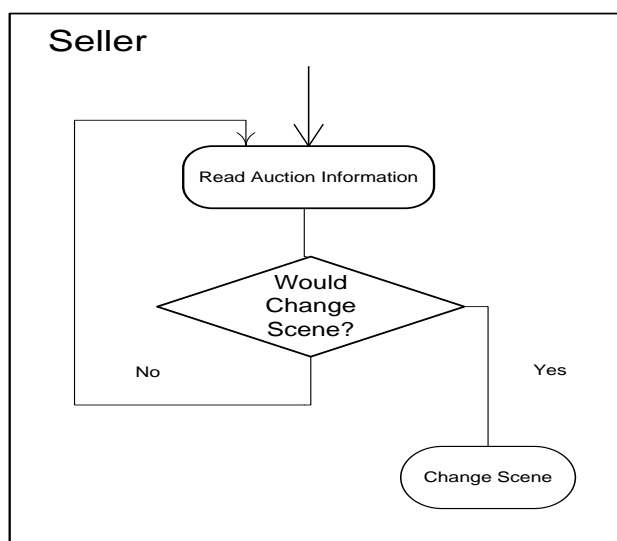 Seller
Read Auction Information
Would
Change
Scene?
No
Yes
Change Scene